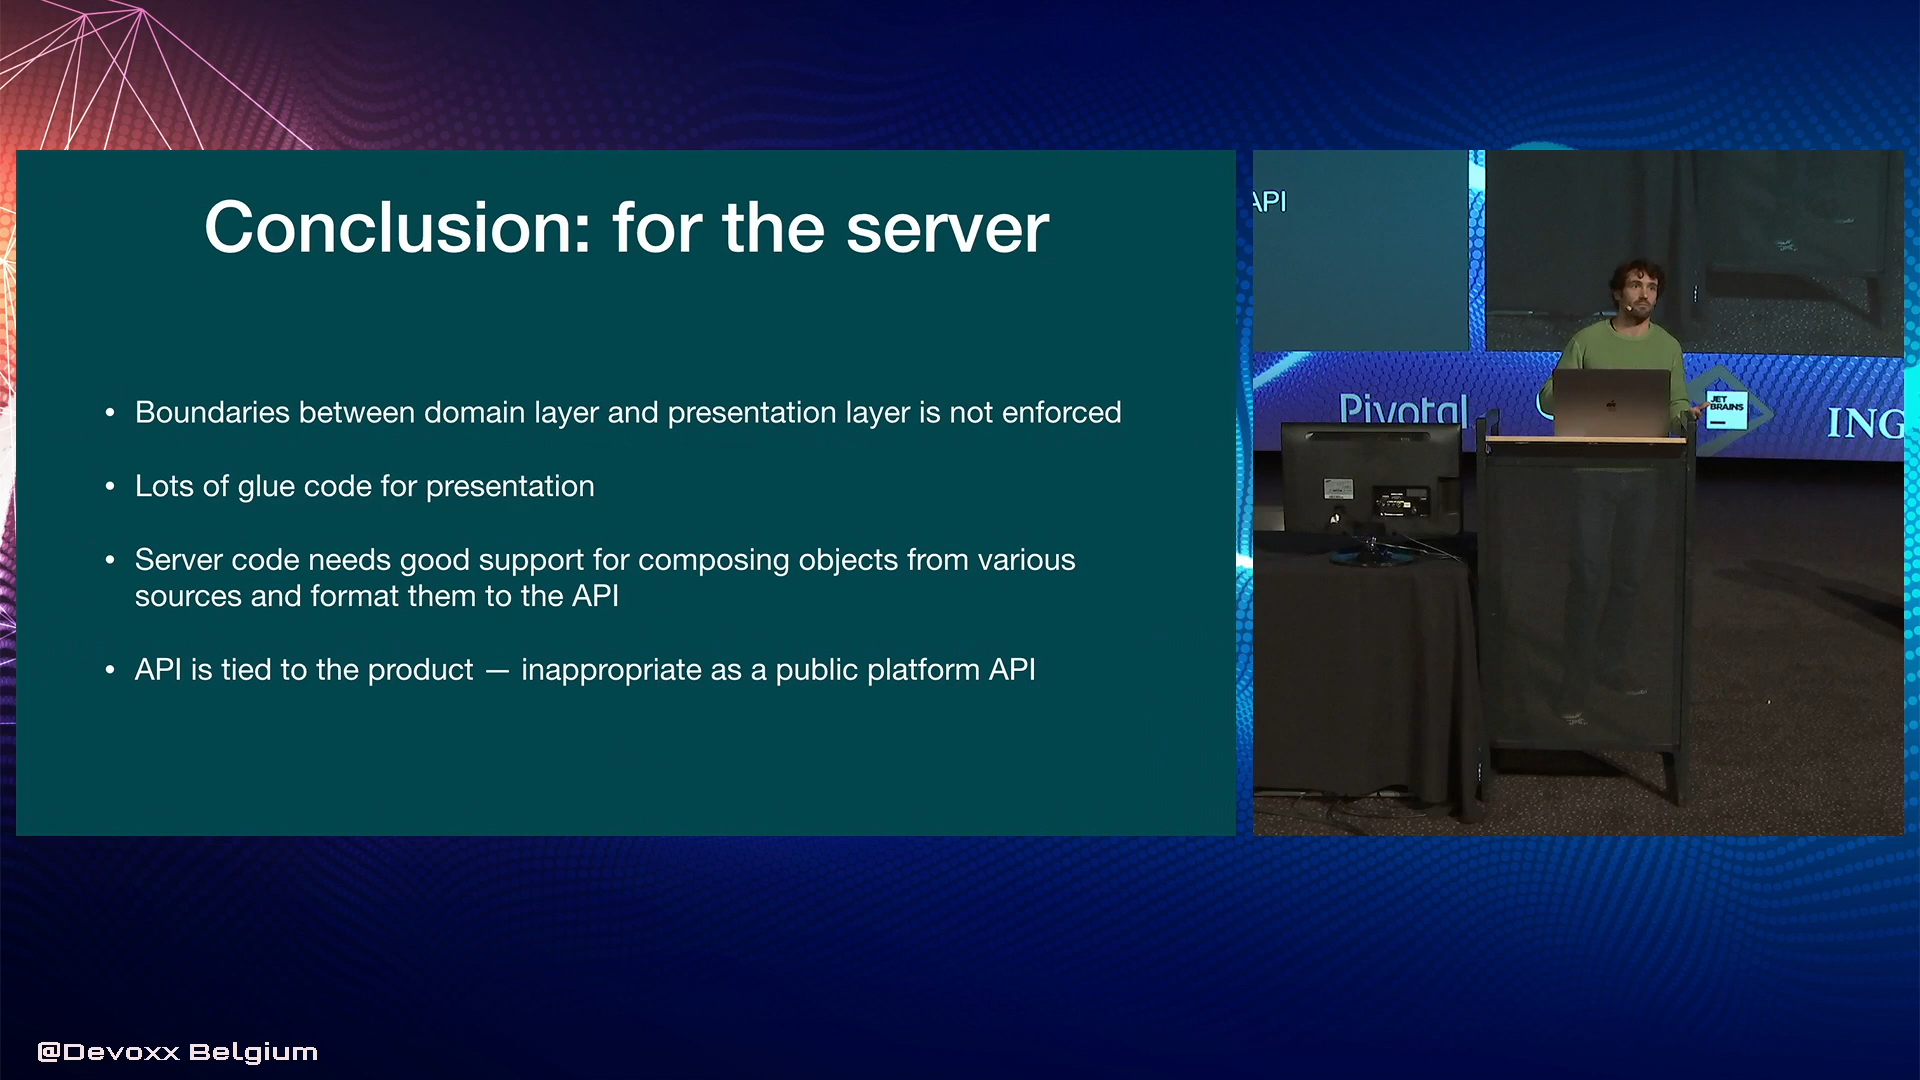 Conclusion: for the server
• Boundaries between domain layer and presentation layer is not enforced
• Lots of glue code for presentation
• Server code needs good support for composing objects from various
sources and format them to the API
• API is tied to the product — inappropriate as a public platform API
API
Pivotal
JET
BRAINS
ING
@Devoxx Belgium